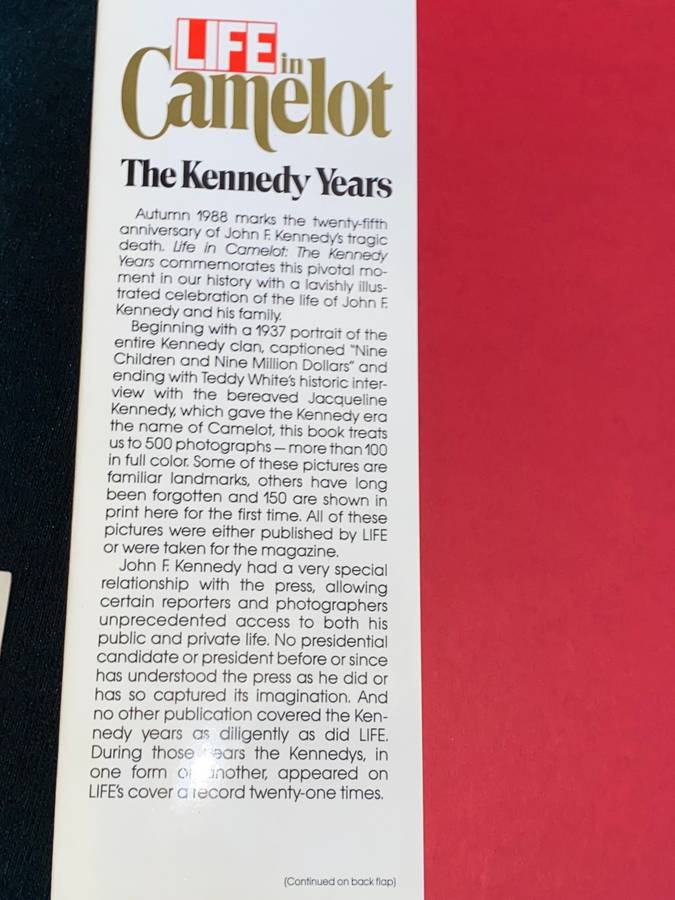 LIFE in
Camelot
The Kennedy Years
Autumn 1988 marks the twenty-fifth
anniversary of John F. Kennedy's tragic
death. Life in Camelot: The Kennedy
Years commemorates this pivotal mo-
ment in our history with a lavishly illus-
trated celebration of the life of John F.
Kennedy and his family.
Beginning with a 1937 portrait of the
entire Kennedy clan, captioned "Nine
Children and Nine Million Dollars" and
ending with Teddy White's historic inter-
view with the bereaved Jacqueline
Kennedy, which gave the Kennedy era
the name of Camelot, this book treats
us to 500 photographs — more than 100
in full color. Some of these pictures are
familiar landmarks, others have long
been forgotten and 150 are shown in
print here for the first time. All of these
pictures were either published by LIFE
or were taken for the magazine.
John F. Kennedy had a very special
relationship with the press, allowing
certain reporters and photographers
unprecedented access to both his
public and private life. No presidential
candidate or president before or since
has understood the press as he did or
has so captured its imagination. And
no other publication covered the Ken-
nedy years as diligently as did LIFE.
During those years the Kennedys, in
one form or another, appeared on
LIFE's cover a record twenty-one times.
(Continued on back flap)